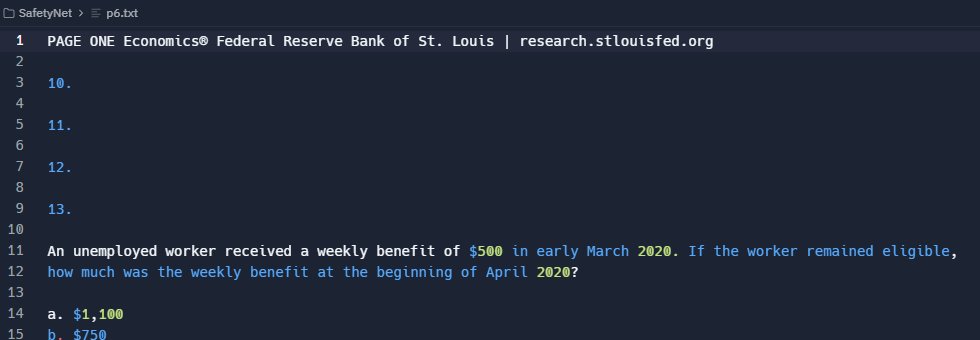 SafetyNet > p6.txt
1 PAGE ONE Economics® Federal Reserve Bank of St. Louis | research.stlouisfed.org
2
3 10.
4
5 11.
6
7 12.
8
9 13.
10
11 An unemployed worker received a weekly benefit of $500 in early March 2020. If the worker remained eligible,
12 how much was the weekly benefit at the beginning of April 2020?
13
14 a. $1,100
15 b. $750